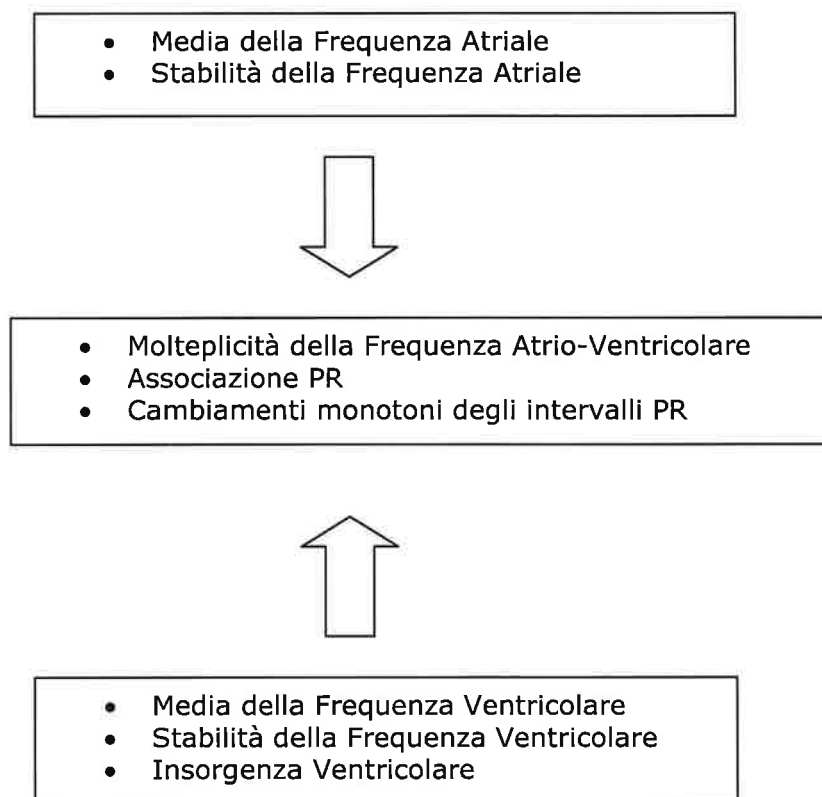 • Media della Frequenza Atriale
• Stabilità della Frequenza Atriale
• Molteplicità della Frequenza Atrio-Ventricolare
• Associazione PR
• Cambiamenti monotoni degli intervalli PR
• Media della Frequenza Ventricolare
• Stabilità della Frequenza Ventricolare
• Insorgenza Ventricolare